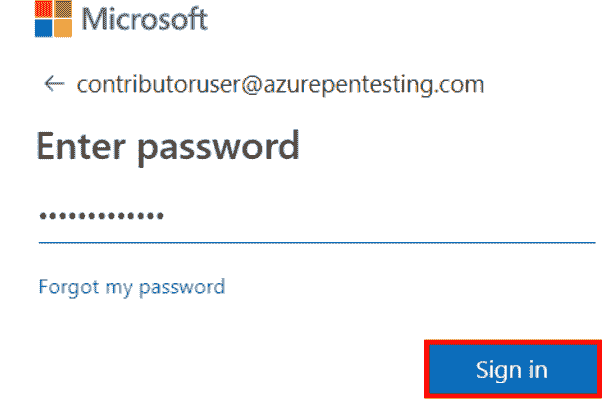 Microsoft
← contributoruser@azurepentesting.com
Enter password
•••••••••••••
Forgot my password
Sign in